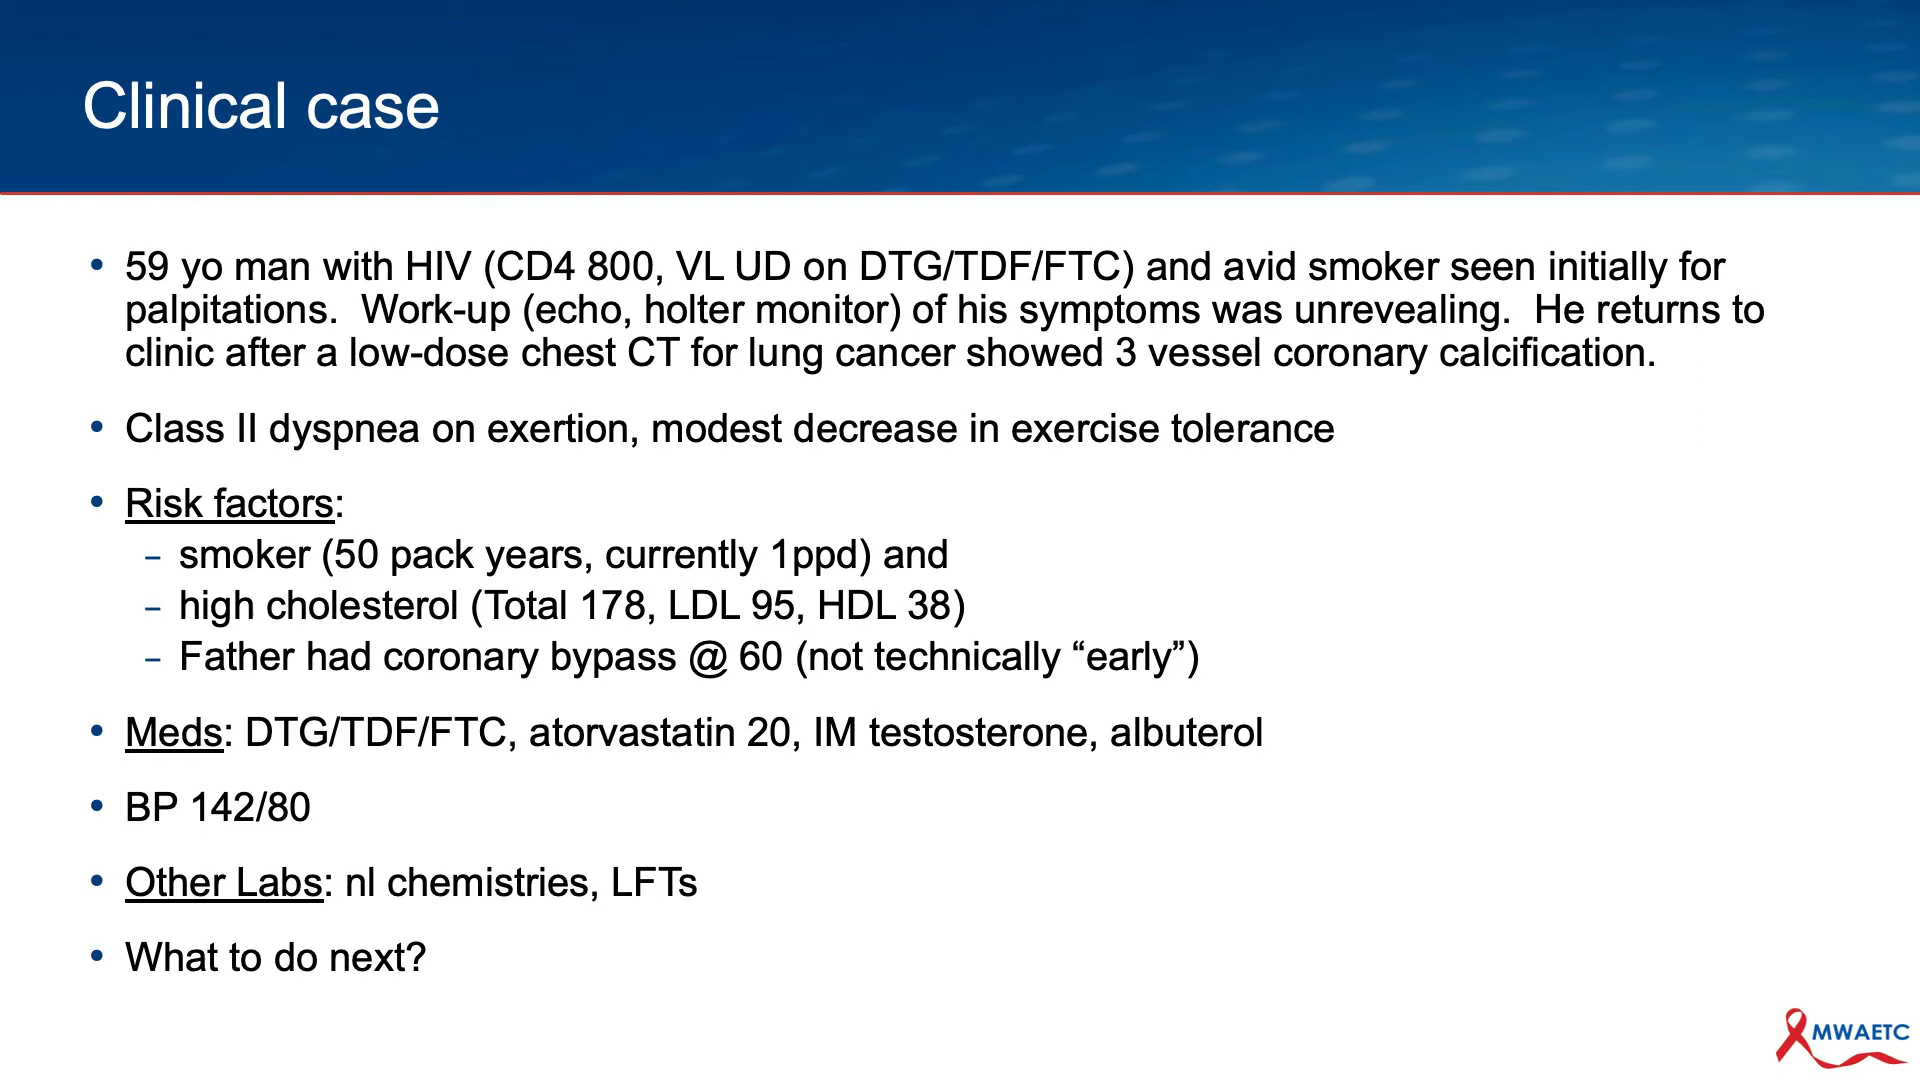 Clinical case
• 59 yo man with HIV (CD4 800, VL UD on DTG/TDF/FTC) and avid smoker seen initially for
palpitations.  Work-up (echo, holter monitor) of his symptoms was unrevealing.  He returns to
clinic after a low-dose chest CT for lung cancer showed 3 vessel coronary calcification.
• Class II dyspnea on exertion, modest decrease in exercise tolerance
• Risk factors:
– smoker (50 pack years, currently 1ppd) and
– high cholesterol (Total 178, LDL 95, HDL 38)
– Father had coronary bypass @ 60 (not technically “early”)
• Meds: DTG/TDF/FTC, atorvastatin 20, IM testosterone, albuterol
• BP 142/80
• Other Labs: nl chemistries, LFTs
• What to do next?
MWAETC